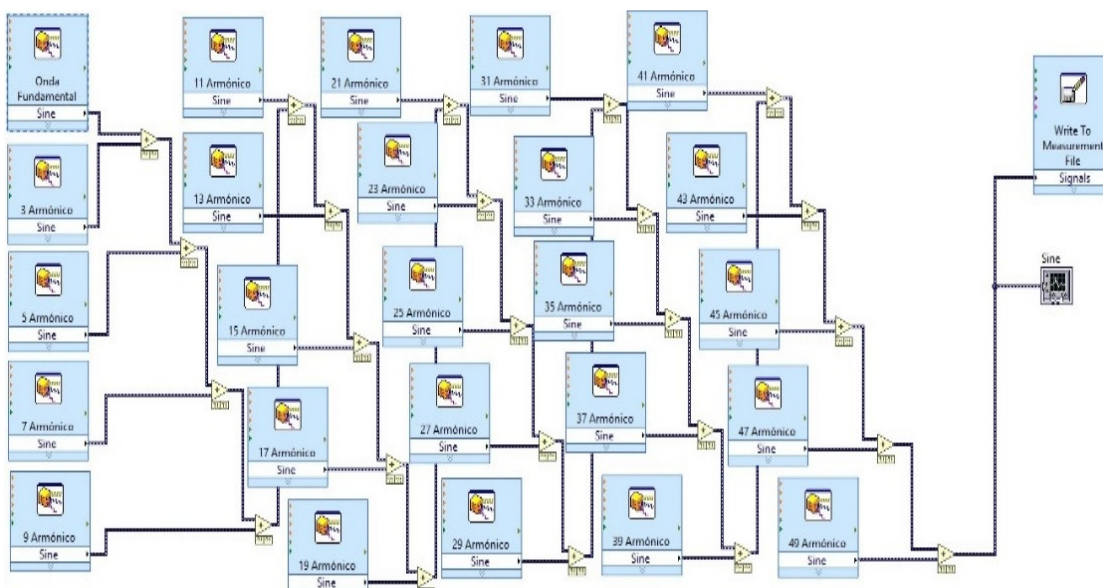 Onda
Fundamental
Sine
3 Armónico
Sine
5 Armónico
Sine
7 Armónico
Sine
9 Armónico
Sine
11 Armónico
Sine
13 Armónico
Sine
15 Armónico
Sine
17 Armónico
Sine
19 Armónico
Sine
21 Armónico
Sine
23 Armónico
Sine
25 Armónico
Sine
27 Armónico
Sine
29 Armónico
Sine
31 Armónico
Sine
33 Armónico
Sine
35 Armónico
Sine
37 Armónico
Sine
39 Armónico
Sine
41 Armónico
Sine
43 Armónico
Sine
45 Armónico
Sine
47 Armónico
Sine
49 Armónico
Sine
Write To
Measurement
File
Signals
Sine